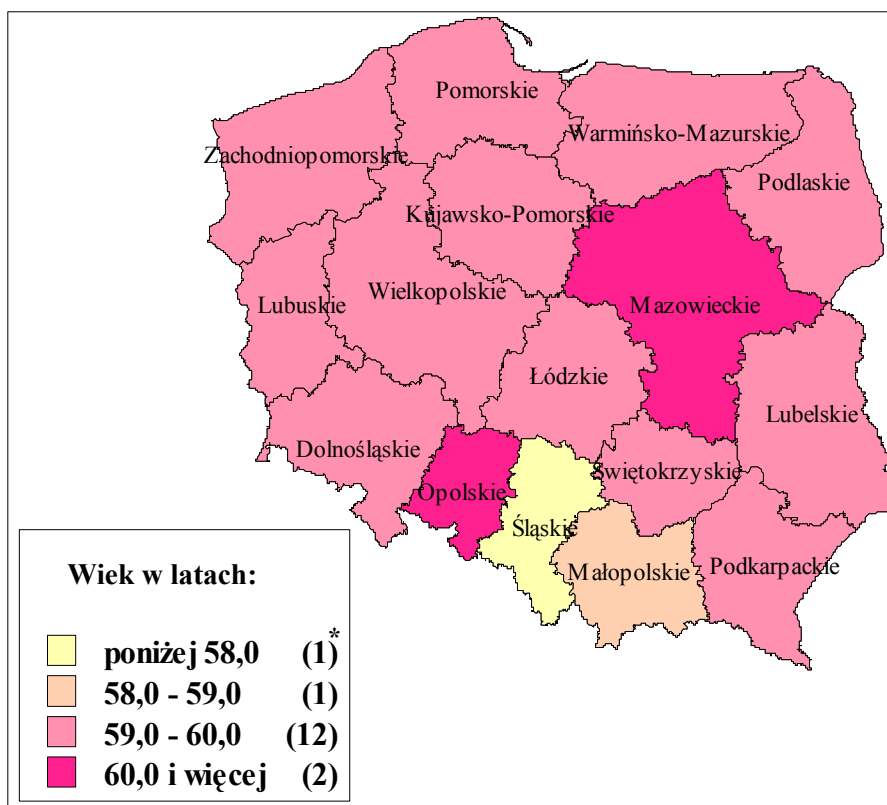 Pomorskie
Warmińsko-Mazurskie
Zachodniopomorskie
Podlaskie
Kujawsko-Pomorskie
Wielkopolskie
Lubuskie
Mazowieckie
Łódzkie
Lubelskie
Dolnośląskie
Świętokrzyskie
Opolskie
Śląskie
Małopolskie
Podkarpackie
Wiek w latach:
poniżej 58,0 (1)*
58,0 - 59,0 (1)
59,0 - 60,0 (12)
60,0 i więcej (2)